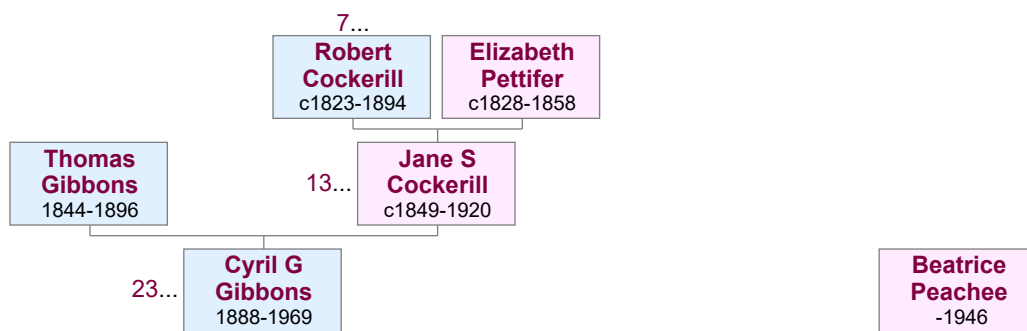 7...
Robert
Cockerill
c1823-1894
Elizabeth
Pettifer
c1828-1858
Thomas
Gibbons
1844-1896
13...
Jane S
Cockerill
c1849-1920
23...
Cyril G
Gibbons
1888-1969
Beatrice
Peachee
-1946